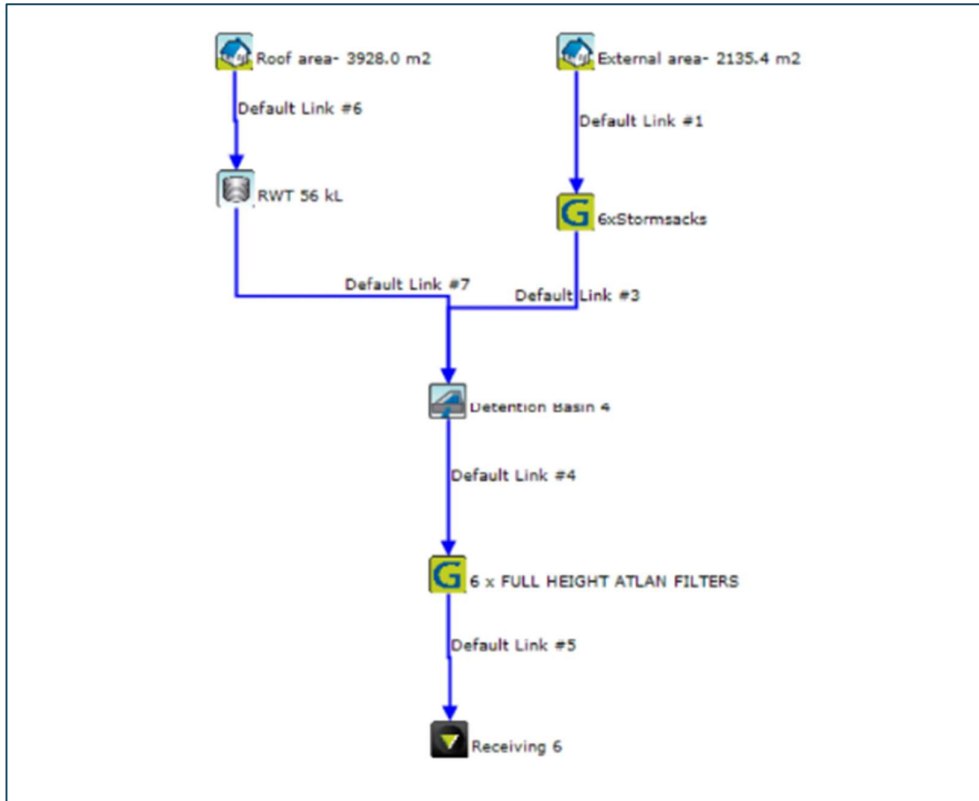 Roof area- 3928.0 m2
External area- 2135.4 m2
Default Link #6
Default Link #1
RWT 56 kL
G
6xStormsacks
Default Link #7
Default Link #3
Detention Basin 4
Default Link #4
G
6 x FULL HEIGHT ATLAN FILTERS
Default Link #5
Receiving 6